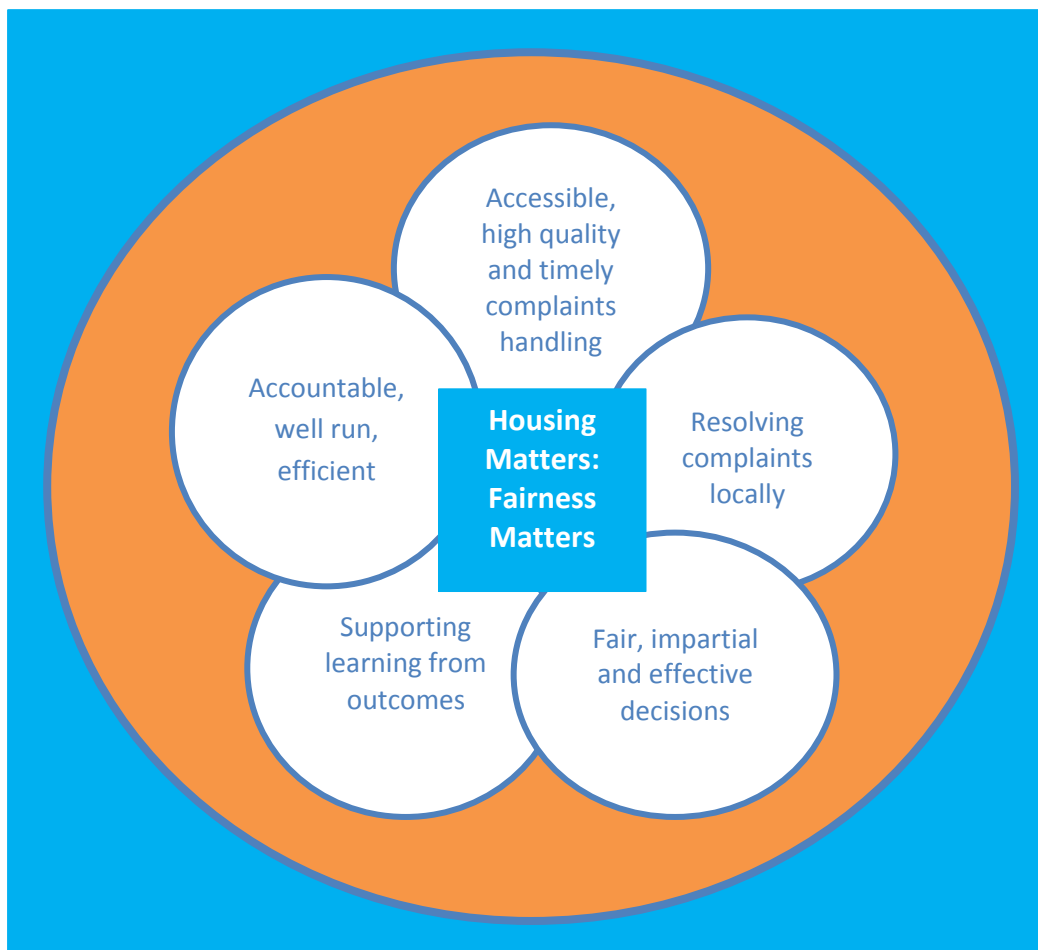 Accessible,
high quality
and timely
complaints
handling
Accountable,
well run,
efficient
Housing
Matters:
Fairness
Matters
Resolving
complaints
locally
Supporting
learning from
outcomes
Fair, impartial
and effective
decisions